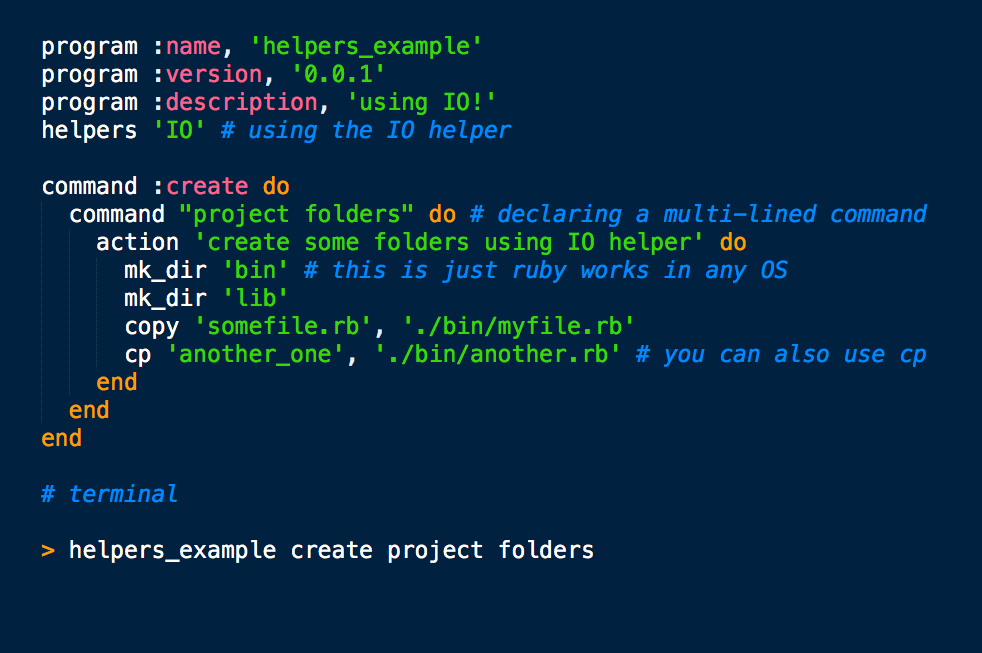 program :name, 'helpers_example'
program :version, '0.0.1'
program :description, 'using IO!'
helpers 'IO' # using the IO helper
command :create do
command "project folders" do # declaring a multi-lined command
action 'create some folders using IO helper' do
mk_dir 'bin' # this is just ruby works in any OS
mk_dir 'lib'
copy 'somefile.rb', './bin/myfile.rb'
cp 'another_one', './bin/another.rb' # you can also use cp
end
end
end
# terminal
> helpers_example create project folders